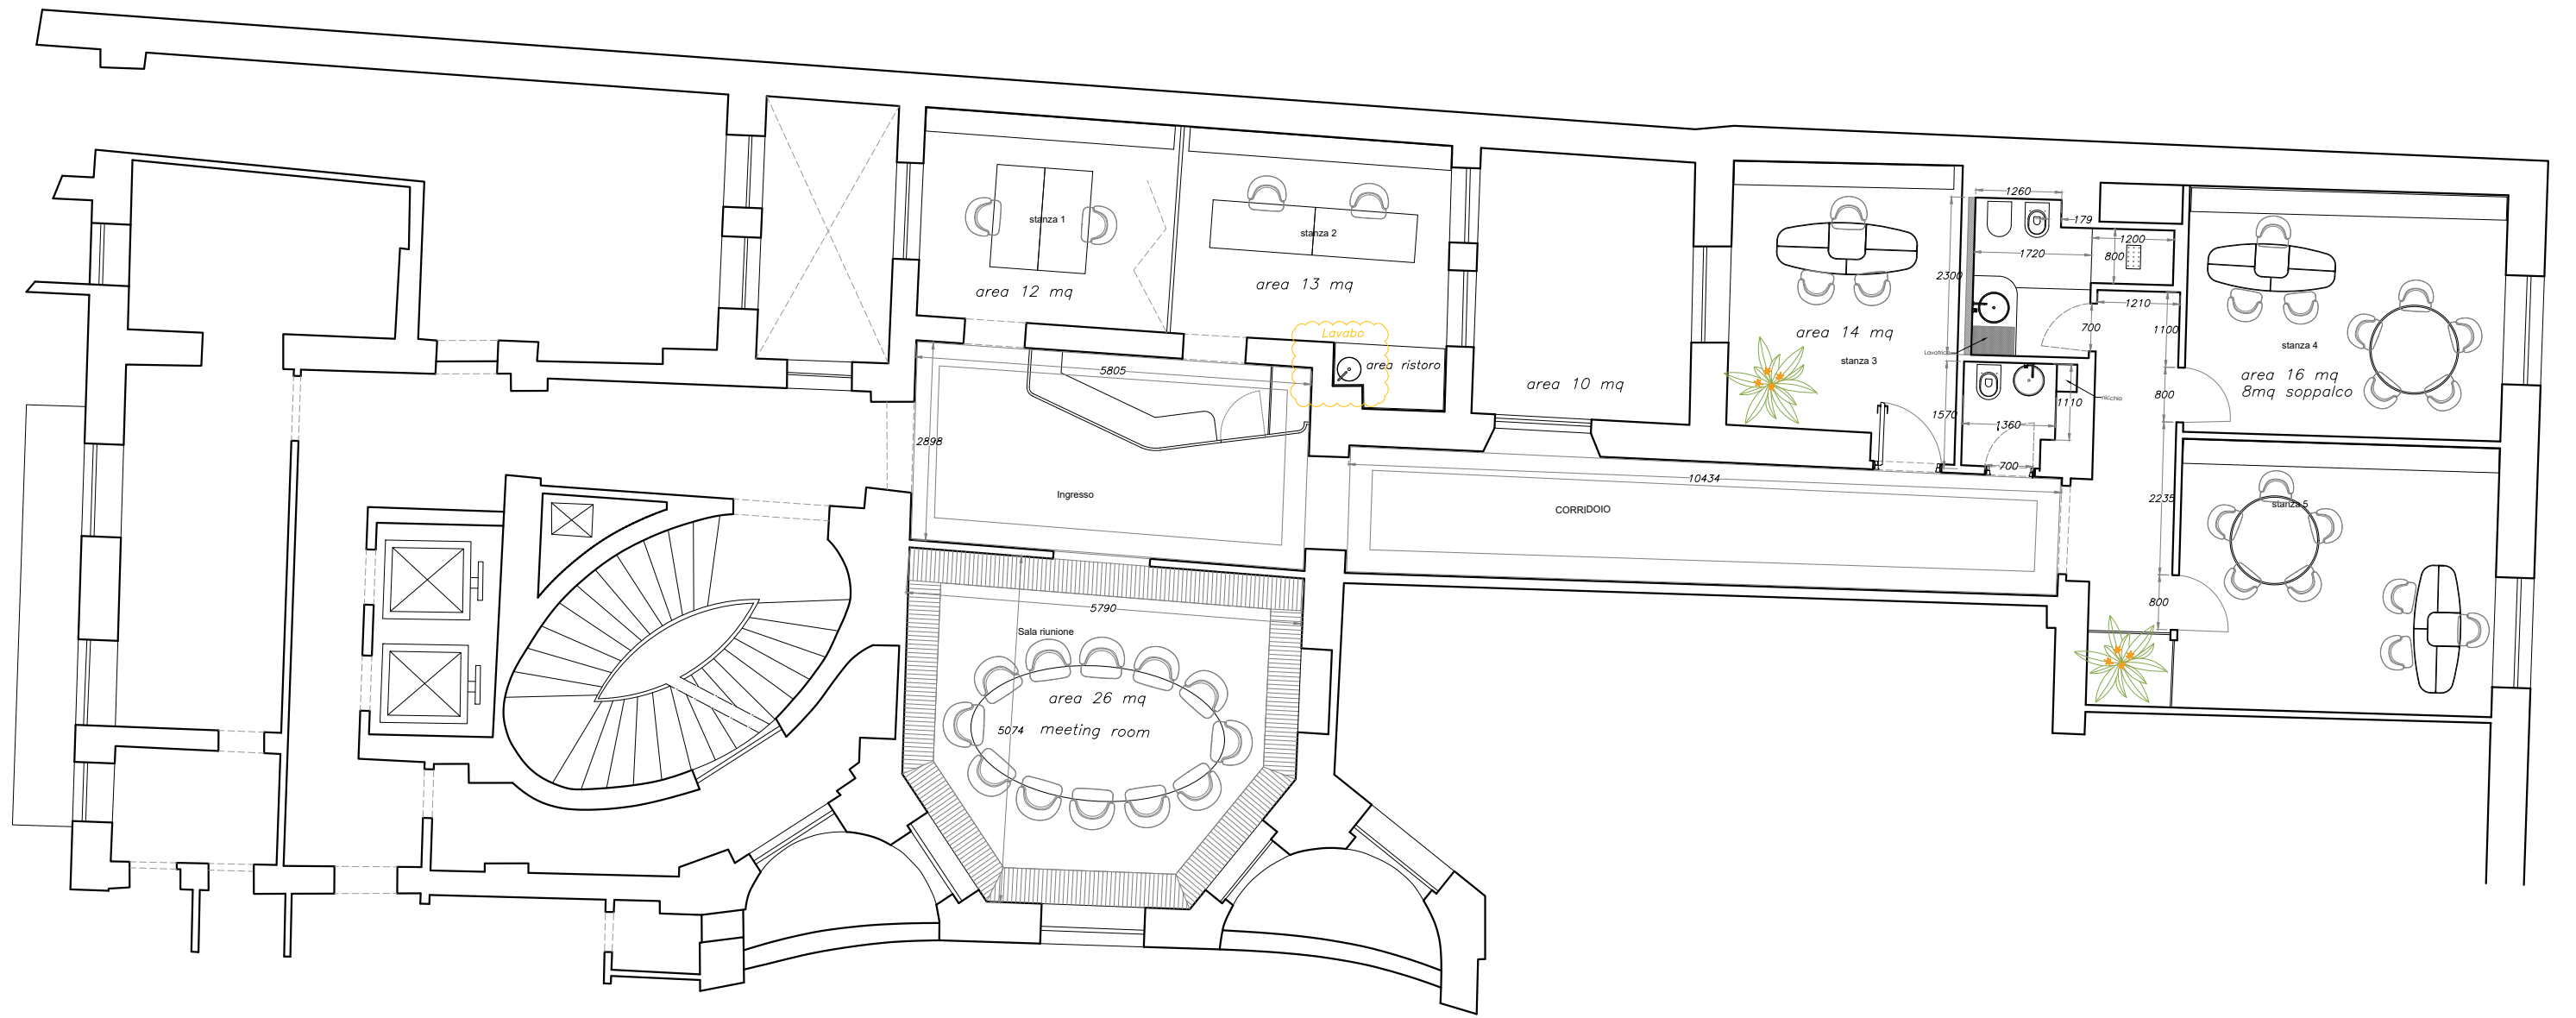 stanza 1
area 12 mq
stanza 2
area 13 mq
Lavabo
area ristoro
area 10 mq
area 14 mq
stanza 3
1260
179
1200
800
1720
2300
1210
700
1100
Lavatrice
nicchia
1110
1360
1570
700
800
2235
800
stanza 4
area 16 mq
8mq soppalco
stanza 5
5805
2898
Ingresso
10434
CORRIDOIO
5790
Sala riunione
area 26 mq
5074
meeting room